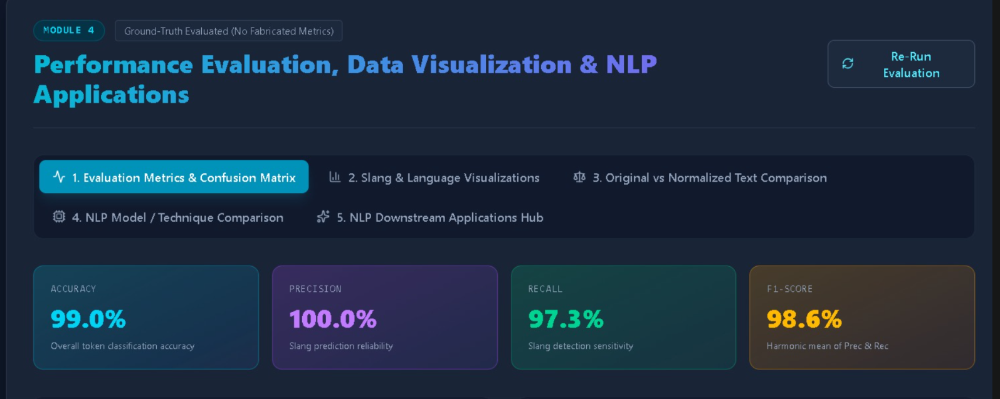 MODULE 4
Ground-Truth Evaluated (No Fabricated Metrics)
Performance Evaluation, Data Visualization & NLP
Applications
Re-Run
Evaluation
1. Evaluation Metrics & Confusion Matrix
2. Slang & Language Visualizations
3. Original vs Normalized Text Comparison
4. NLP Model / Technique Comparison
5. NLP Downstream Applications Hub
ACCURACY
99.0%
Overall token classification accuracy
PRECISION
100.0%
Slang prediction reliability
RECALL
97.3%
Slang detection sensitivity
F1-SCORE
98.6%
Harmonic mean of Prec & Rec